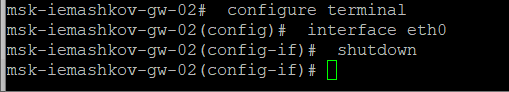 msk-iemashkov-gw-02#  configure terminal
msk-iemashkov-gw-02(config)#  interface eth0
msk-iemashkov-gw-02(config-if)#  shutdown
msk-iemashkov-gw-02(config-if)#